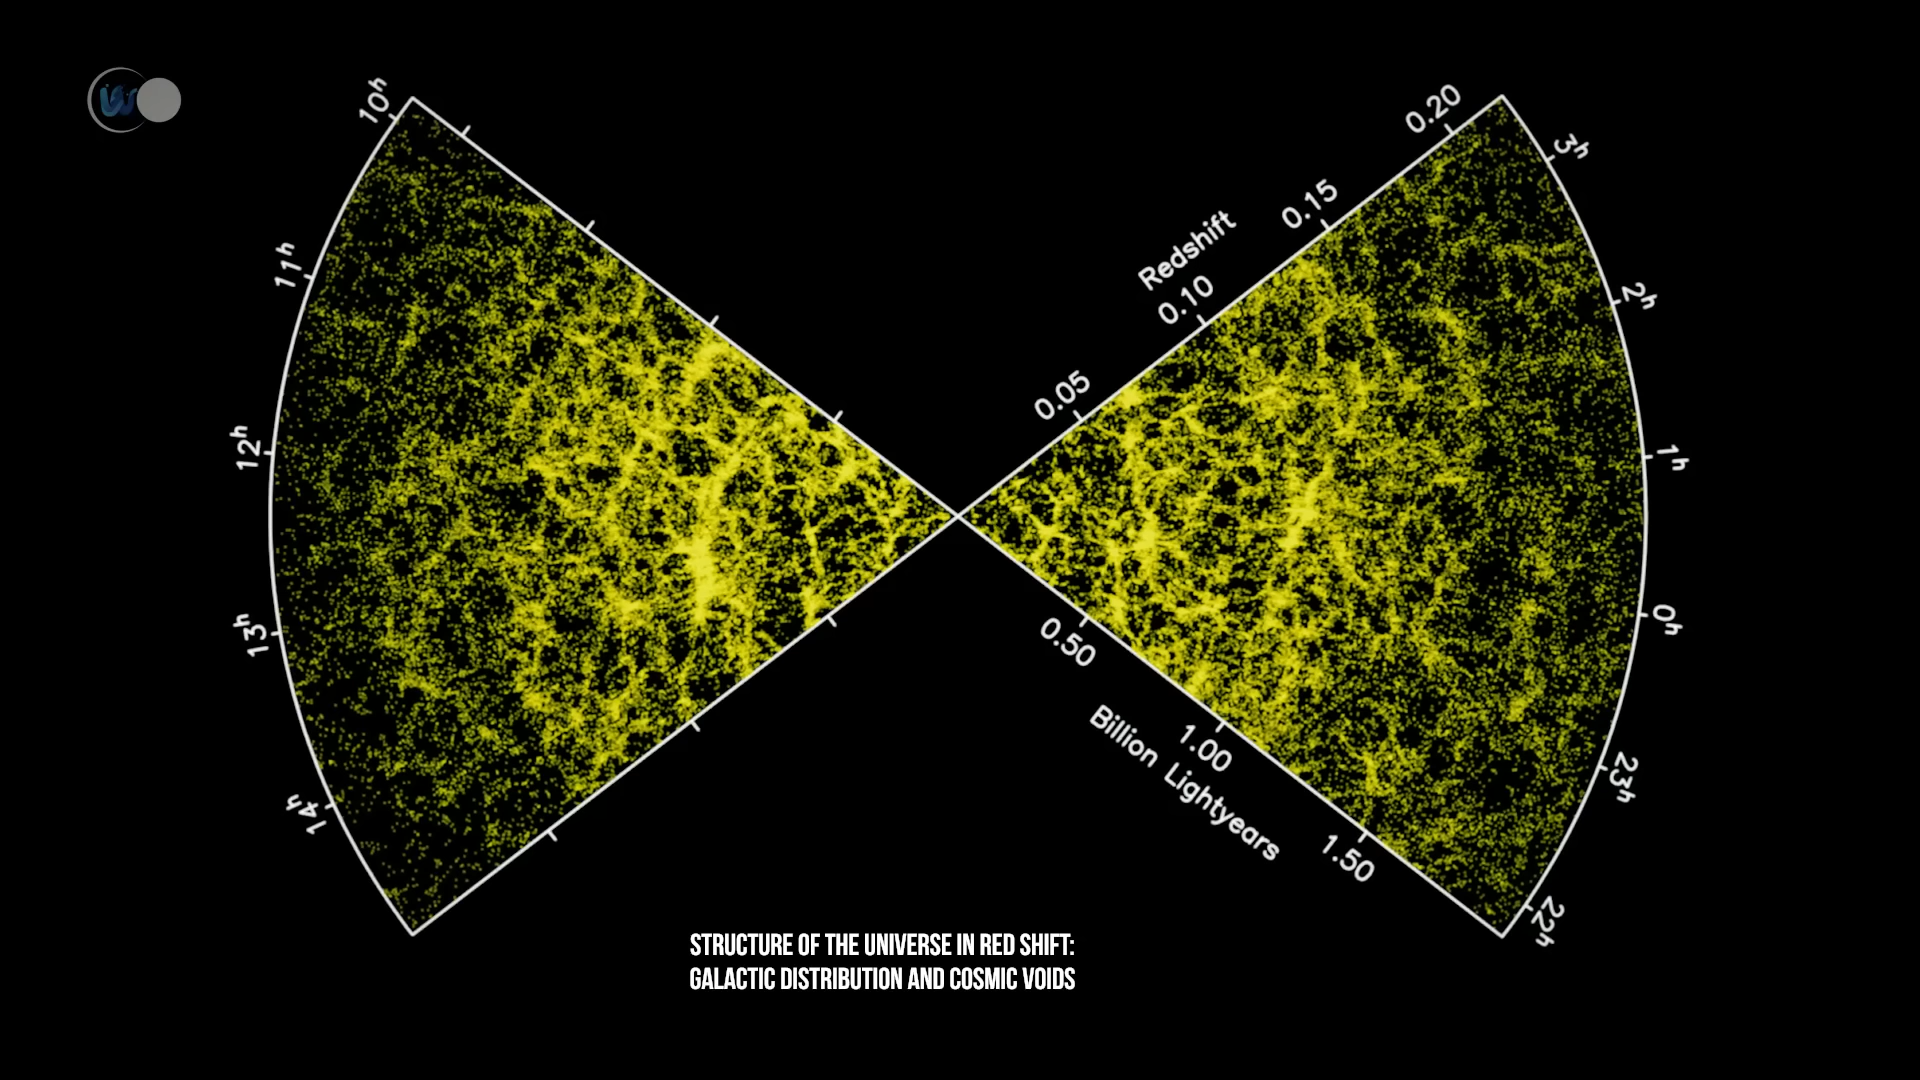 10h
11h
12h
13h
14h
Redshift
0.05
0.10
0.15
0.20
3h
2h
1h
0h
23h
22h
0.50
1.00
1.50
Billion Lightyears
STRUCTURE OF THE UNIVERSE IN RED SHIFT:
GALACTIC DISTRIBUTION AND COSMIC VOIDS